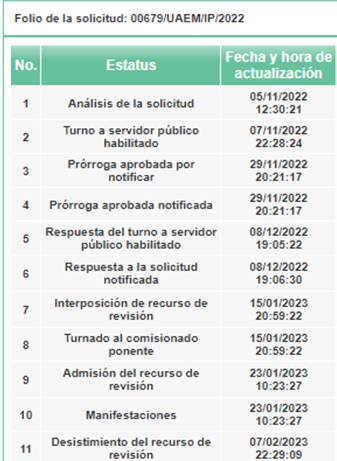 Folio de la solicitud: 00679/UAEM/IP/2022
No. Estatus Fecha y hora de
actualización
1 Análisis de la solicitud 05/11/2022
12:30:21
2 Turno a servidor público
habilitado 07/11/2022
22:28:24
3 Prórroga aprobada por
notificar 29/11/2022
20:21:17
4 Prórroga aprobada notificada 29/11/2022
20:21:17
5 Respuesta del turno a servidor
público habilitado 08/12/2022
19:05:22
6 Respuesta a la solicitud
notificada 08/12/2022
19:06:30
7 Interposición de recurso de
revisión 15/01/2023
20:59:22
8 Turnado al comisionado
ponente 15/01/2023
20:59:22
9 Admisión del recurso de
revisión 23/01/2023
10:23:27
10 Manifestaciones 23/01/2023
10:23:27
11 Desistimiento del recurso de
revisión 07/02/2023
22:29:09